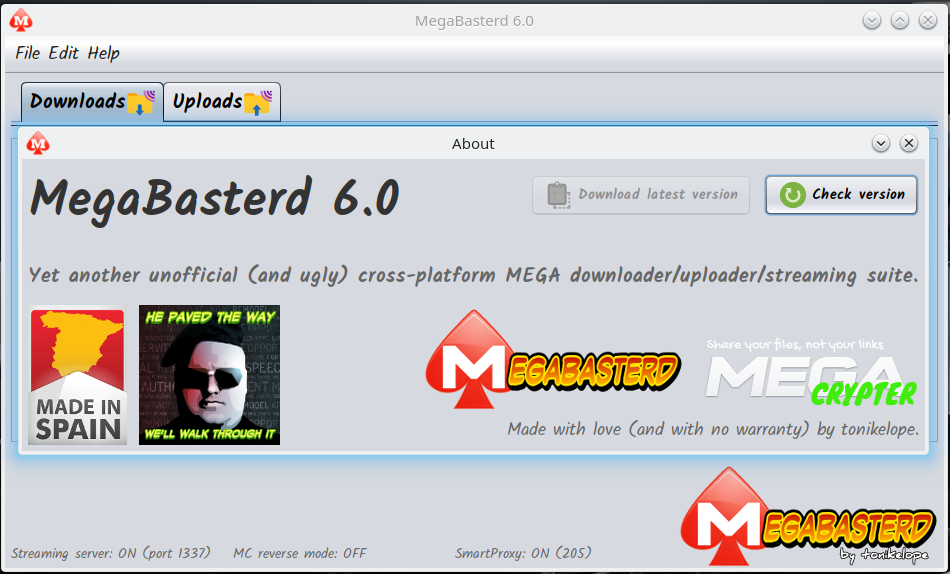 MegaBasterd 6.0
File Edit Help
Downloads Uploads
About
MegaBasterd 6.0
Download latest version Check version
Yet another unofficial (and ugly) cross-platform MEGA downloader/uploader/streaming suite.
MADE IN
SPAIN
HE PAVED THE WAY
WE'LL WALK THROUGH IT
MEGABASTERD
Share your files, not your links
MEGA
CRYPTER
Made with love (and with no warranty) by tonikelope.
MEGABASTERD
by tonikelope
Streaming server: ON (port 1337) MC reverse mode: OFF SmartProxy: ON (205)